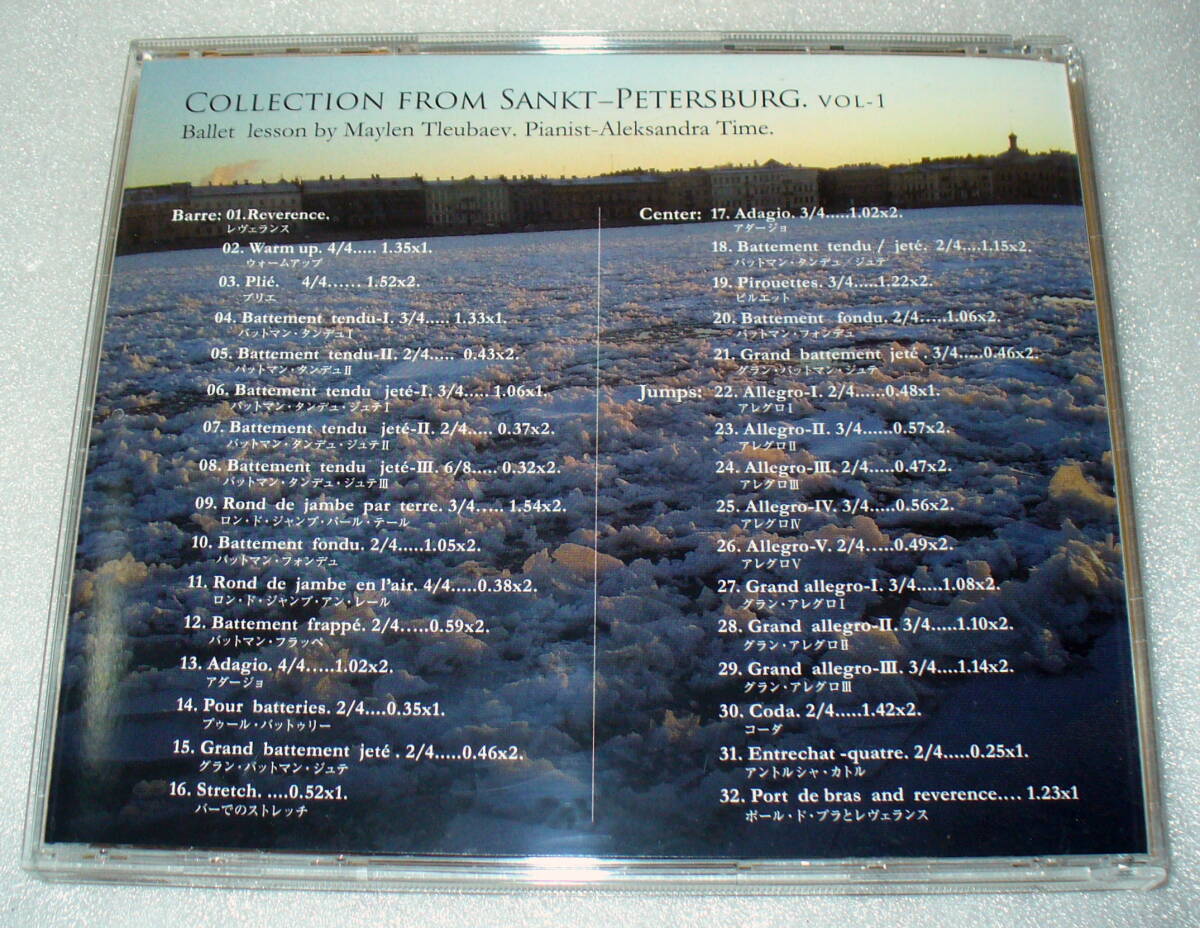 COLLECTION FROM SANKT–PETERSBURG. VOL-1
Ballet lesson by Maylen Tleubaev. Pianist-Aleksandra Time.
Barre: 01.Reverence.
レヴェランス
02. Warm up. 4/4..... 1.35x1.
ウォームアップ
03. Plié. 4/4...... 1.52x2.
プリエ
04. Battement tendu-I. 3/4..... 1.33x1.
バットマン・タンデュⅠ
05. Battement tendu-II. 2/4..... 0.43x2.
バットマン・タンデュⅡ
06. Battement tendu jeté-I. 3/4..... 1.06x1.
バットマン・タンデュ・ジュテⅠ
07. Battement tendu jeté-II. 2/4..... 0.37x2.
バットマン・タンデュ・ジュテⅡ
08. Battement tendu jeté-III. 6/8..... 0.32x2.
バットマン・タンデュ・ジュテⅢ
09. Rond de jambe par terre. 3/4..... 1.54x2.
ロン・ド・ジャンブ・パール・テール
10. Battement fondu. 2/4.....1.05x2.
バットマン・フォンデュ
11. Rond de jambe en l'air. 4/4.....0.38x2.
ロン・ド・ジャンブ・アン・レール
12. Battement frappé. 2/4.....0.59x2.
バットマン・フラッペ
13. Adagio. 4/4.....1.02x2.
アダージョ
14. Pour batteries. 2/4....0.35x1.
プゥール・バットゥリー
15. Grand battement jeté . 2/4.....0.46x2.
グラン・バットマン・ジュテ
16. Stretch. ....0.52x1.
バーでのストレッチ
Center: 17. Adagio. 3/4.....1.02x2.
アダージョ
18. Battement tendu / jeté. 2/4....1.15x2.
バットマン・タンデュ／ジュテ
19. Pirouettes. 3/4.....1.22x2.
ピルエット
20. Battement fondu. 2/4.....1.06x2.
バットマン・フォンデュ
21. Grand battement jeté . 3/4.....0.46x2.
グラン・バットマン・ジュテ
Jumps: 22. Allegro-I. 2/4......0.48x1.
アレグロⅠ
23. Allegro-II. 3/4......0.57x2.
アレグロⅡ
24. Allegro-III. 2/4.....0.47x2.
アレグロⅢ
25. Allegro-IV. 3/4.....0.56x2.
アレグロⅣ
26. Allegro-V. 2/4.....0.49x2.
アレグロⅤ
27. Grand allegro-I. 3/4.....1.08x2.
グラン・アレグロⅠ
28. Grand allegro-II. 3/4.....1.10x2.
グラン・アレグロⅡ
29. Grand allegro-III. 3/4....1.14x2.
グラン・アレグロⅢ
30. Coda. 2/4.....1.42x2.
コーダ
31. Entrechat -quatre. 2/4.....0.25x1.
アントルシャ・カトル
32. Port de bras and reverence.... 1.23x1
ポール・ド・ブラとレヴェランス